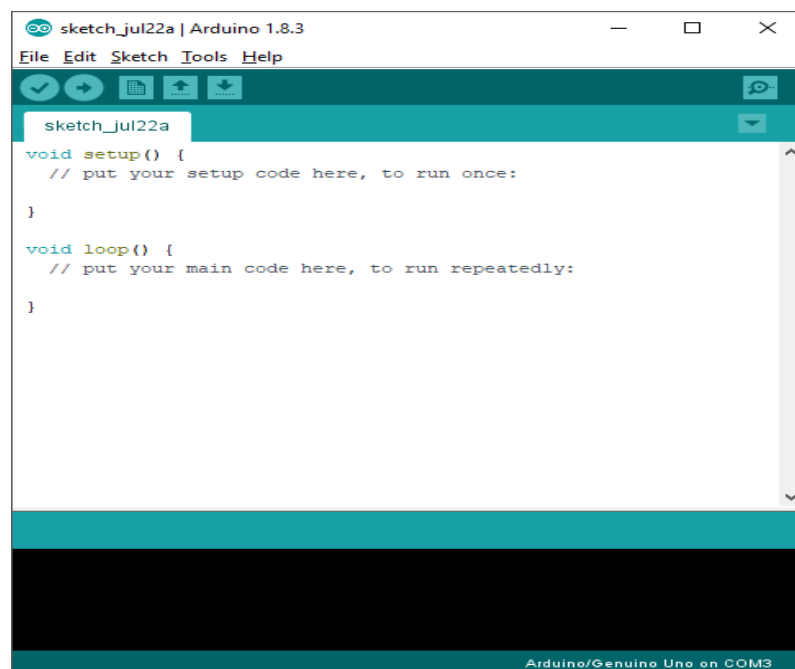 sketch_jul22a | Arduino 1.8.3
File Edit Sketch Tools Help
sketch_jul22a
void setup() {
  // put your setup code here, to run once:
}
void loop() {
  // put your main code here, to run repeatedly:
}
Arduino/Genuino Uno on COM3